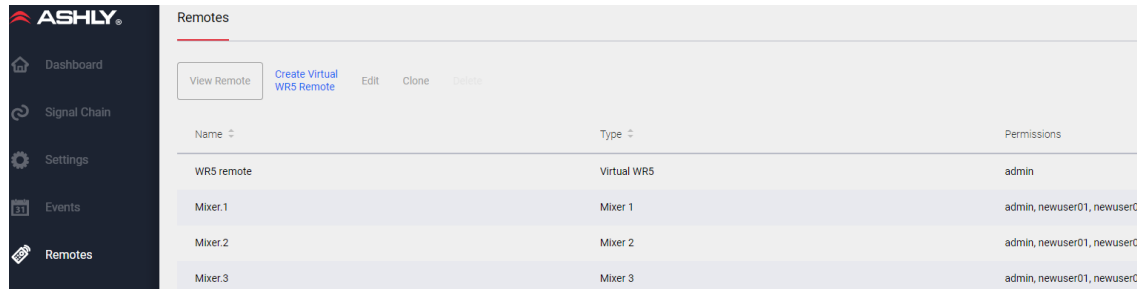 ASHLY®
Remotes
Dashboard
View Remote
Create Virtual
WR5 Remote
Edit
Clone
Delete
Signal Chain
Name
Type
Permissions
Settings
WR5 remote
Virtual WR5
admin
Events
31
Mixer.1
Mixer 1
admin, newuser01, newuser0
Mixer.2
Mixer 2
admin, newuser01, newuser0
Remotes
Mixer.3
Mixer 3
admin, newuser01, newuser0